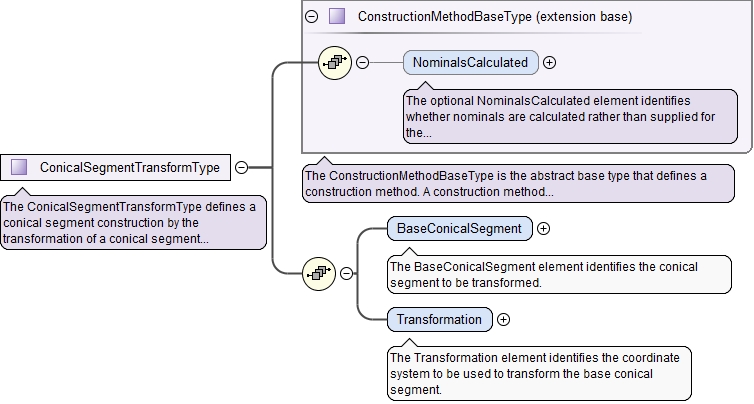 ConstructionMethodBaseType (extension base)
NominalsCalculated
The optional NominalsCalculated element identifies
whether nominals are calculated rather than supplied for
the...
ConicalSegmentTransformType
The ConstructionMethodBaseType is the abstract base type that defines a
construction method. A construction method...
The ConicalSegmentTransformType defines a
conical segment construction by the
transformation of a conical segment...
BaseConicalSegment
The BaseConicalSegment element identifies the conical
segment to be transformed.
Transformation
The Transformation element identifies the coordinate
system to be used to transform the base conical
segment.